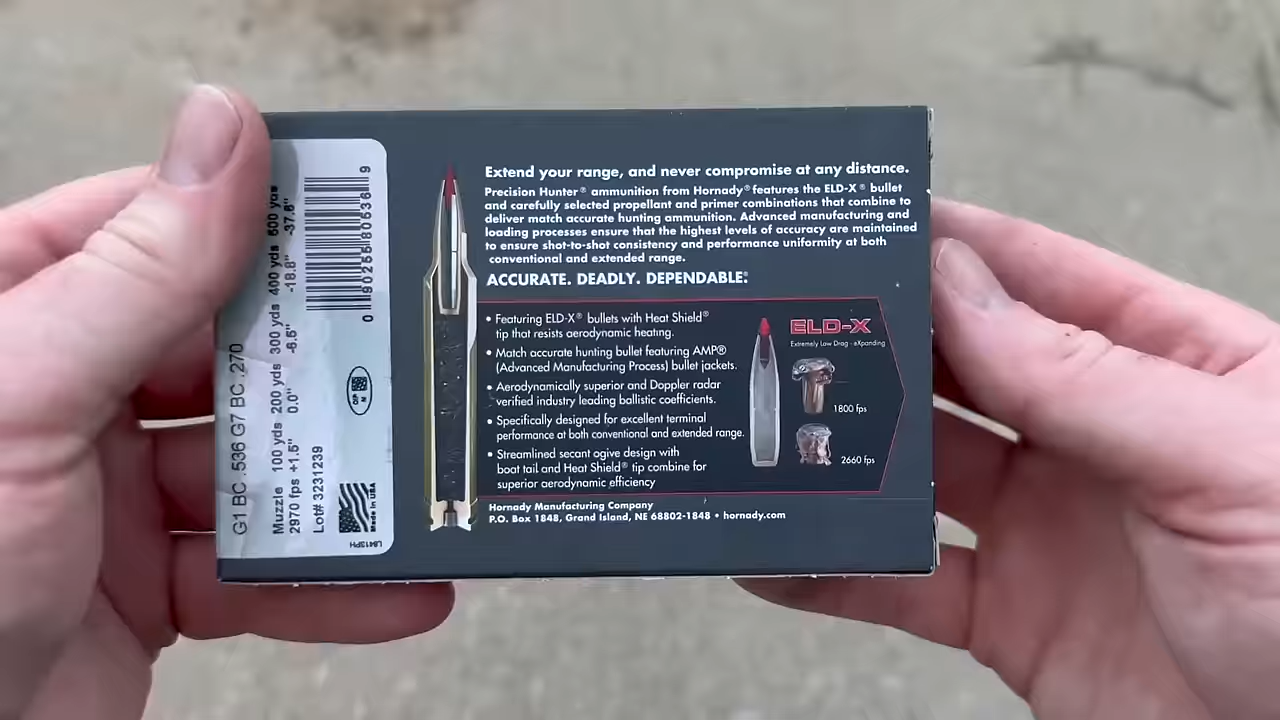 Extend your range, and never compromise at any distance.
Precision Hunter® ammunition from Hornady® features the ELD-X® bullet
and carefully selected propellant and primer combinations that combine to
deliver match accurate hunting ammunition. Advanced manufacturing and
loading processes ensure that the highest levels of accuracy are maintained
to ensure shot-to-shot consistency and performance uniformity at both
conventional and extended range.
ACCURATE. DEADLY. DEPENDABLE.®
• Featuring ELD-X® bullets with Heat Shield®
tip that resists aerodynamic heating.
• Match accurate hunting bullet featuring AMP®
(Advanced Manufacturing Process) bullet jackets.
• Aerodynamically superior and Doppler radar
verified industry leading ballistic coefficients.
• Specifically designed for excellent terminal
performance at both conventional and extended range.
• Streamlined secant ogive design with
boat tail and Heat Shield® tip combine for
superior aerodynamic efficiency
ELD-X
Extremely Low Drag - eXpanding
1800 fps
2660 fps
Hornady Manufacturing Company
P.O. Box 1848, Grand Island, NE 68802-1848 • hornady.com
G1 BC .536 G7 BC .270
Muzzle 100 yds 200 yds 300 yds 400 yds 500 yds
2970 fps +1.5" 0.0" -6.5" -18.8" -37.6"
Lot# 3231239
Made in USA
0 90255 80536 9